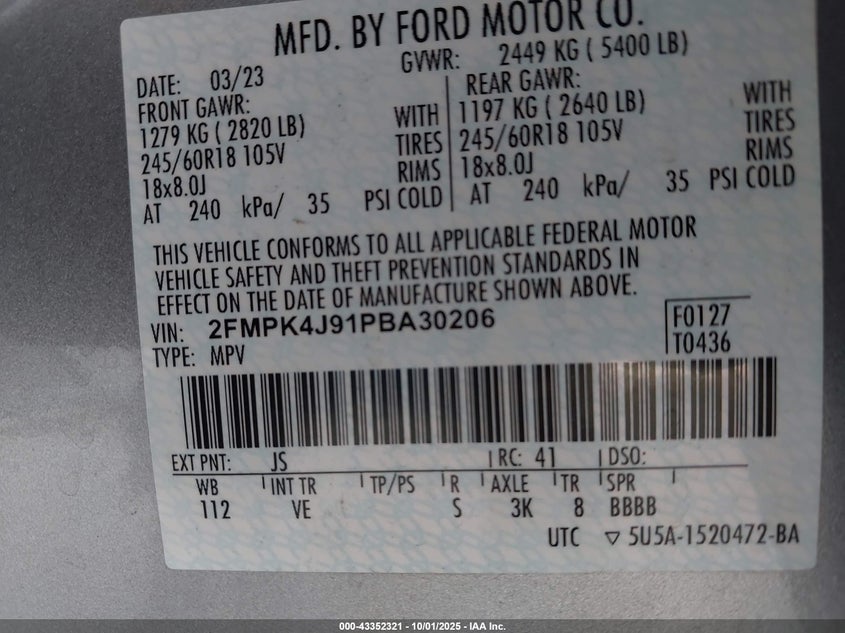 MFD. BY FORD MOTOR CO.
DATE: 03/23 GVWR: 2449 KG ( 5400 LB)
FRONT GAWR: REAR GAWR:
1279 KG ( 2820 LB) WITH 1197 KG ( 2640 LB) WITH
245/60R18 105V TIRES 245/60R18 105V TIRES
18x8.0J RIMS 18x8.0J RIMS
AT 240 kPa/ 35 PSI COLD AT 240 kPa/ 35 PSI COLD
THIS VEHICLE CONFORMS TO ALL APPLICABLE FEDERAL MOTOR
VEHICLE SAFETY AND THEFT PREVENTION STANDARDS IN
EFFECT ON THE DATE OF MANUFACTURE SHOWN ABOVE.
VIN: 2FMPK4J91PBA30206 F0127
TYPE: MPV T0436
EXT PNT: JS RC: 41 DSO:
WB INT TR TP/PS R AXLE TR SPR
112 VE S 3K 8 BBBB
UTC ▽ 5U5A-1520472-BA
000-43352321 - 10/01/2025 - IAA Inc.